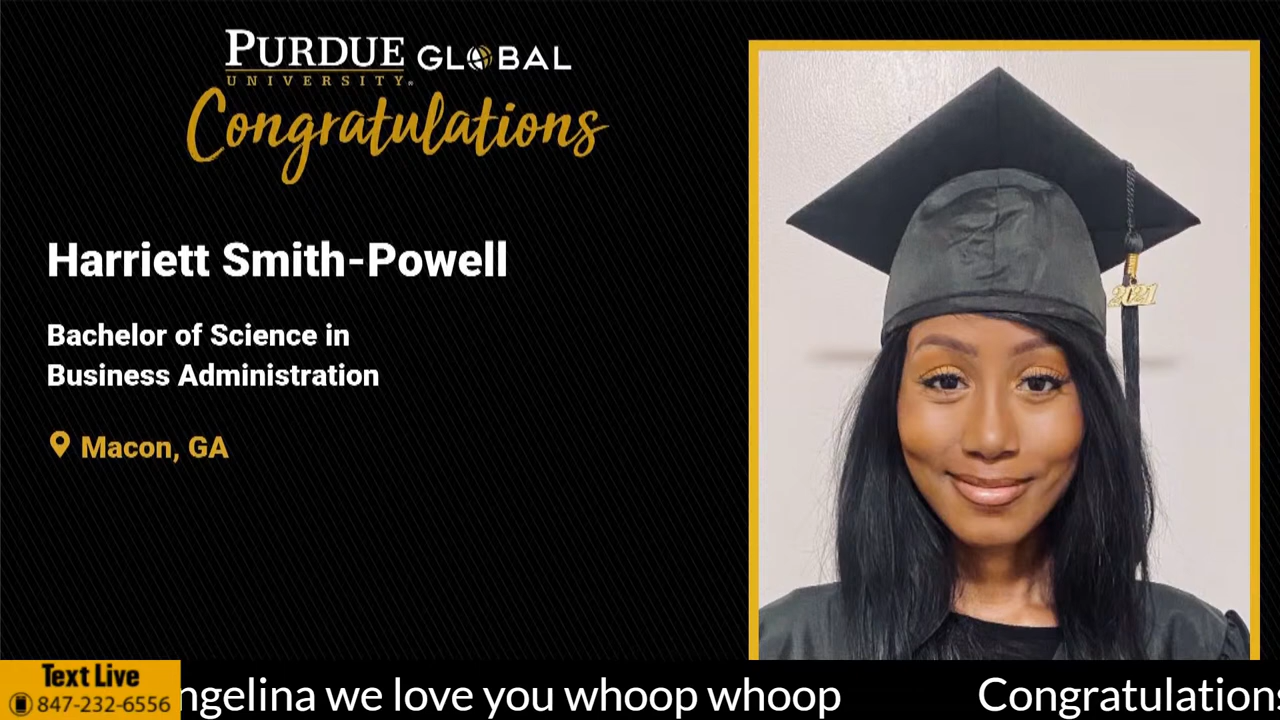 PURDUE GLOBAL
UNIVERSITY®
Congratulations
Harriett Smith-Powell
Bachelor of Science in
Business Administration
Macon, GA
2021
Text Live
847-232-6556
ngelina we love you whoop whoop
Congratulations